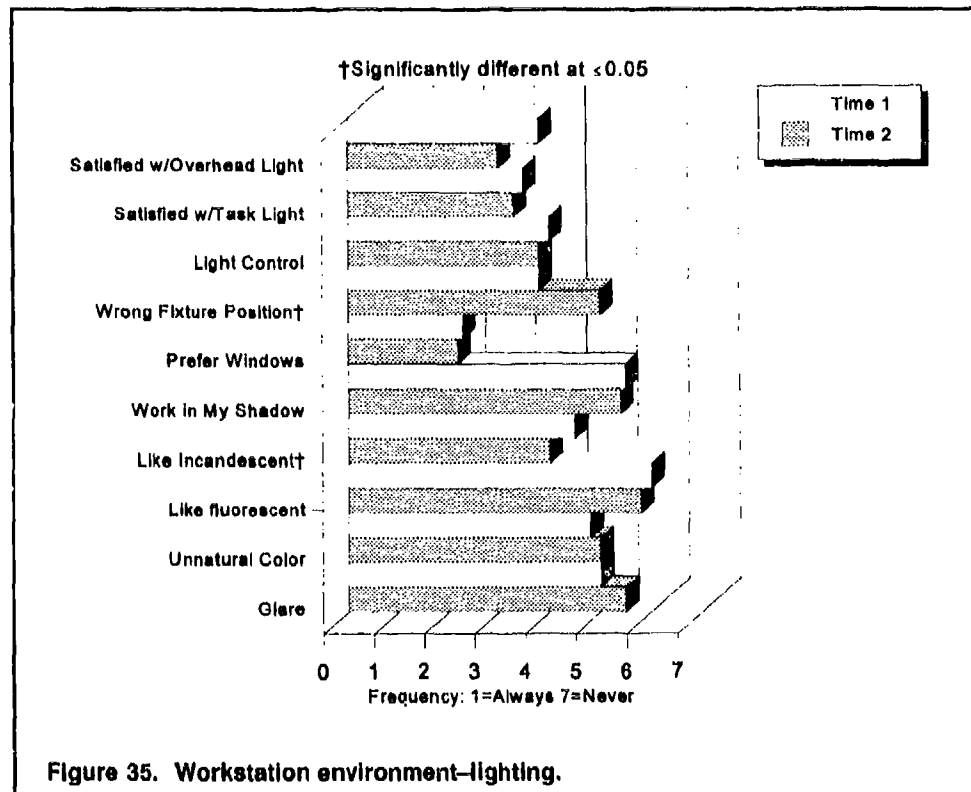 †Significantly different at ≤0.05
Time 1
Time 2
Satisfied w/Overhead Light
Satisfied w/Task Light
Light Control
Wrong Fixture Position†
Prefer Windows
Work in My Shadow
Like Incandescent†
Like fluorescent
Unnatural Color
Glare
0 1 2 3 4 5 6 7
Frequency: 1=Always 7=Never
Figure 35. Workstation environment–lighting.